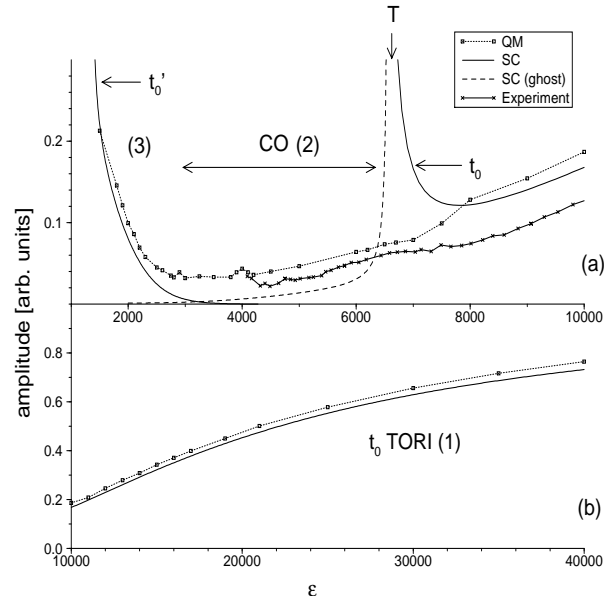 T
QM
SC
SC (ghost)
Experiment
t0'
0.2
(3)
CO (2)
t0
0.1
(a)
2000 4000 6000 8000 10000
amplitude [arb. units]
0.8
0.6
0.4
t0 TORI (1)
0.2
(b)
0.0
10000 20000 30000 40000
ε